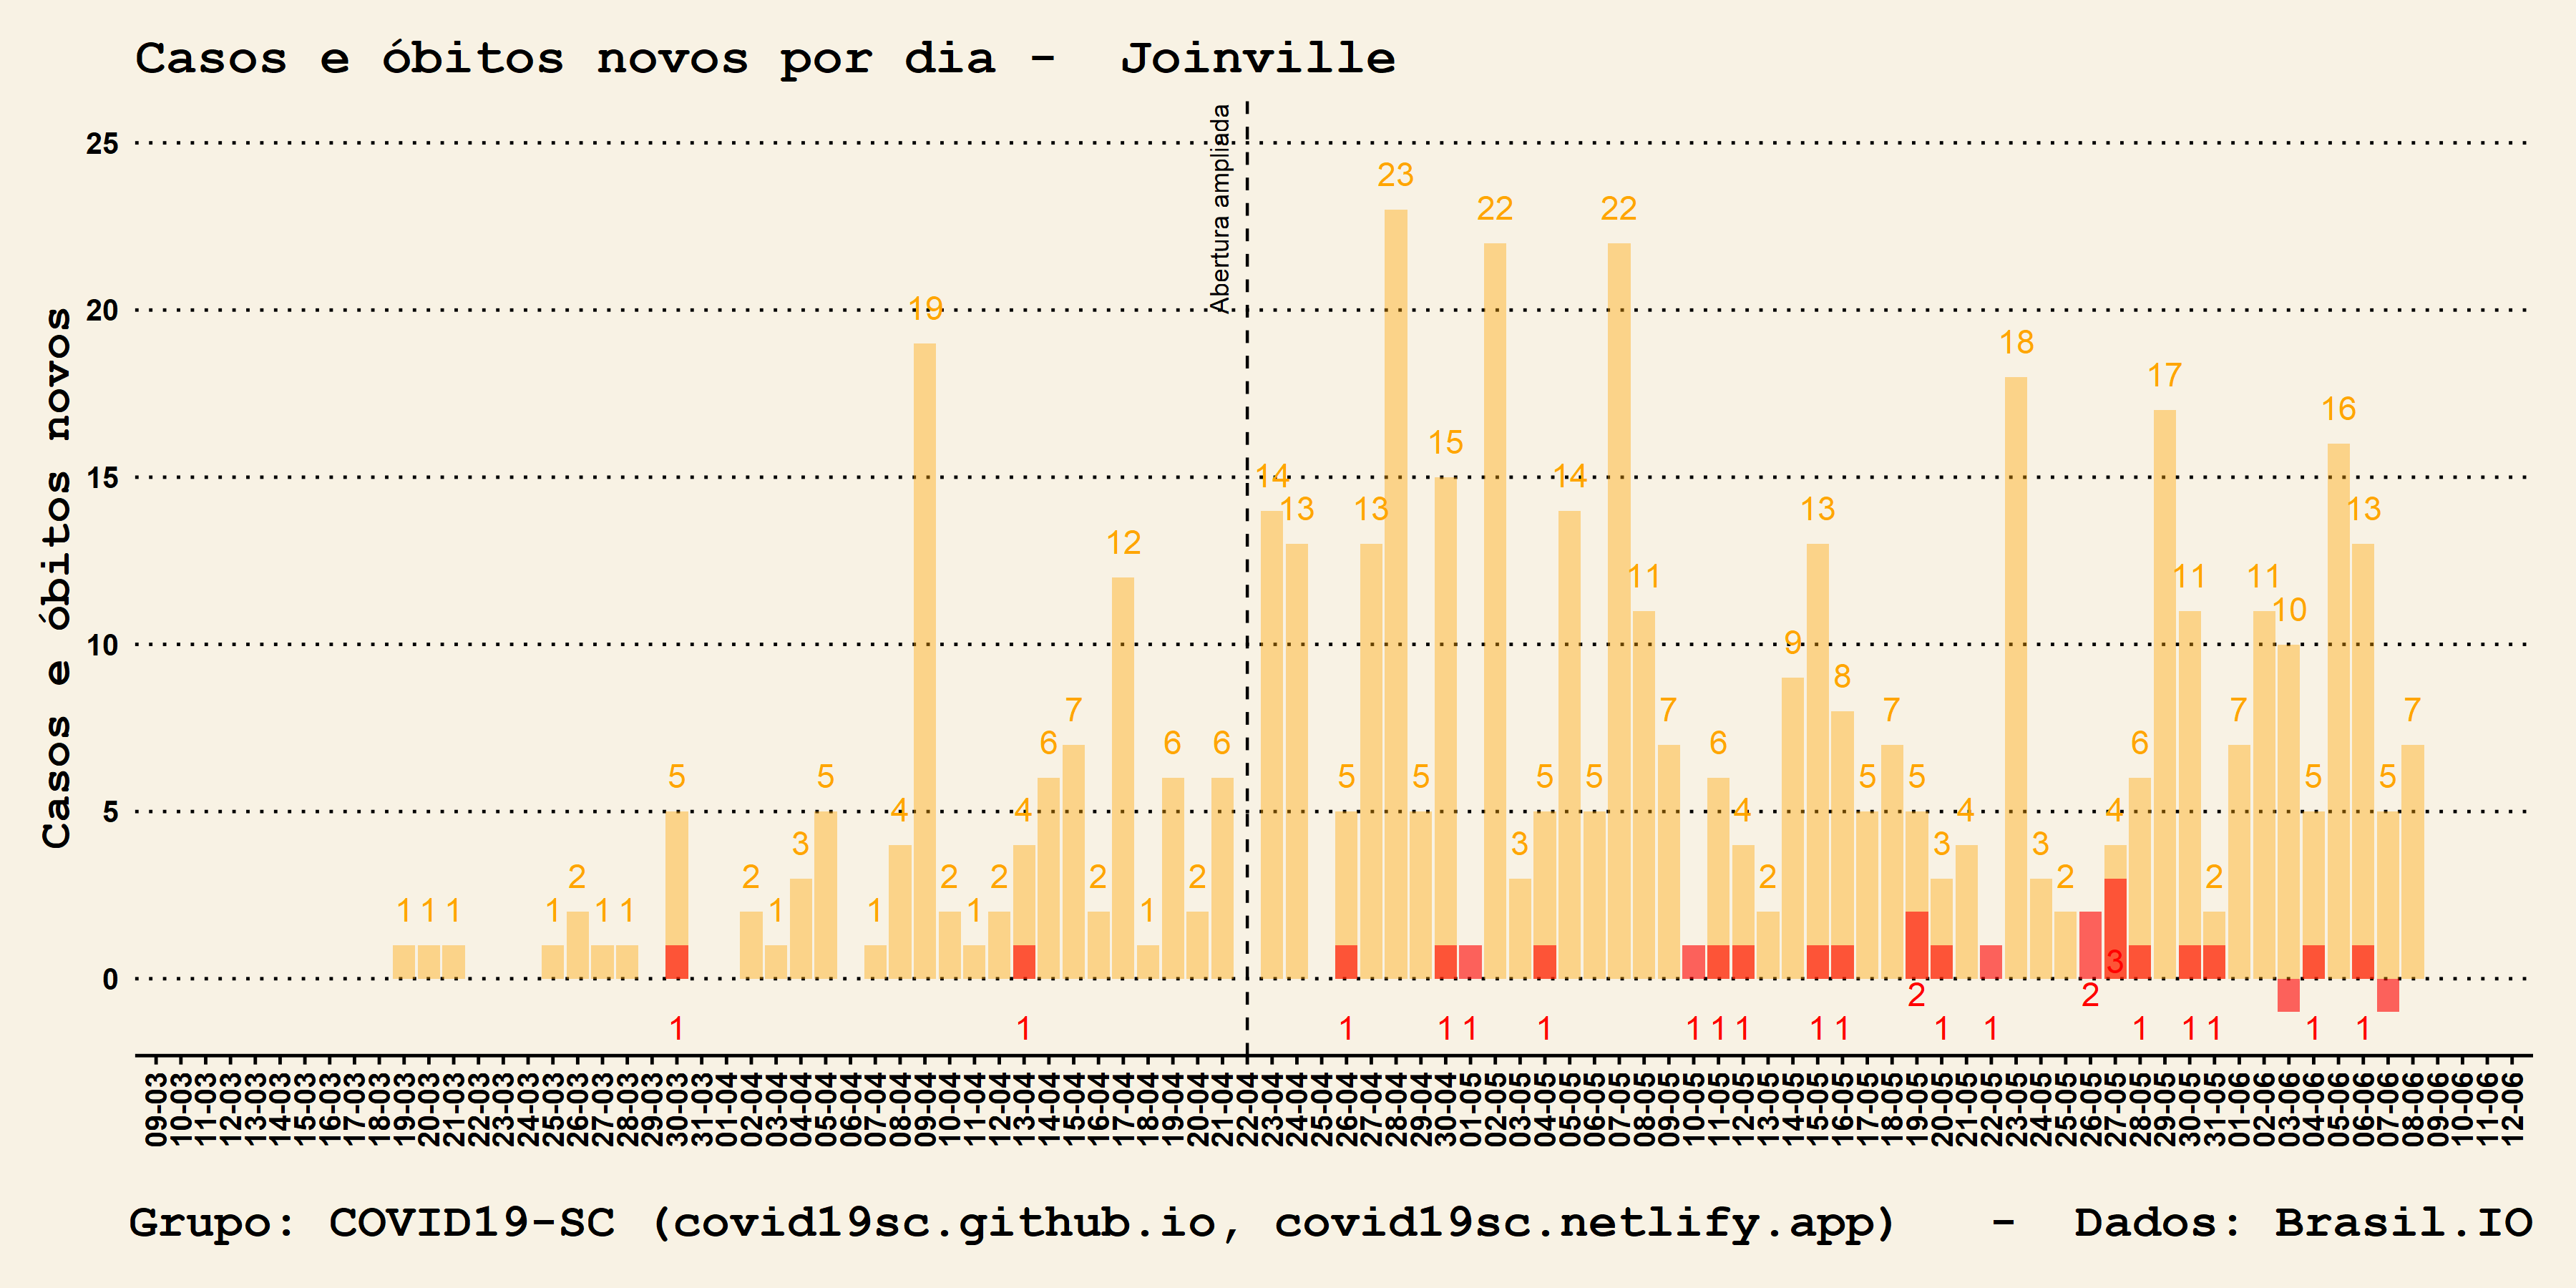 Casos e óbitos novos por dia - Joinville
Abertura ampliada
Casos e óbitos novos
25
20
15
10
5
0
1 1 1 1 2 1 1 5 2 1 3 5 1 4 19 2 1 2 4 6 7 2 12 1 6 2 6 14 13 5 13 23 5 15 22 3 5 14 5 22 11 7 6 4 2 9 13 8 5 7 5 3 4 18 3 2 4 6 17 11 2 7 11 10 5 16 13 5 7
1 1 1 1 1 1 1 1 1 1 1 2 1 1 2 3 1 1 1 1 1
09-03 10-03 11-03 12-03 13-03 14-03 15-03 16-03 17-03 18-03 19-03 20-03 21-03 22-03 23-03 24-03 25-03 26-03 27-03 28-03 29-03 30-03 31-03 01-04 02-04 03-04 04-04 05-04 06-04 07-04 08-04 09-04 10-04 11-04 12-04 13-04 14-04 15-04 16-04 17-04 18-04 19-04 20-04 21-04 22-04 23-04 24-04 25-04 26-04 27-04 28-04 29-04 30-04 01-05 02-05 03-05 04-05 05-05 06-05 07-05 08-05 09-05 10-05 11-05 12-05 13-05 14-05 15-05 16-05 17-05 18-05 19-05 20-05 21-05 22-05 23-05 24-05 25-05 26-05 27-05 28-05 29-05 30-05 31-05 01-06 02-06 03-06 04-06 05-06 06-06 07-06 08-06 09-06 10-06 11-06 12-06
Grupo: COVID19-SC (covid19sc.github.io, covid19sc.netlify.app) - Dados: Brasil.IO